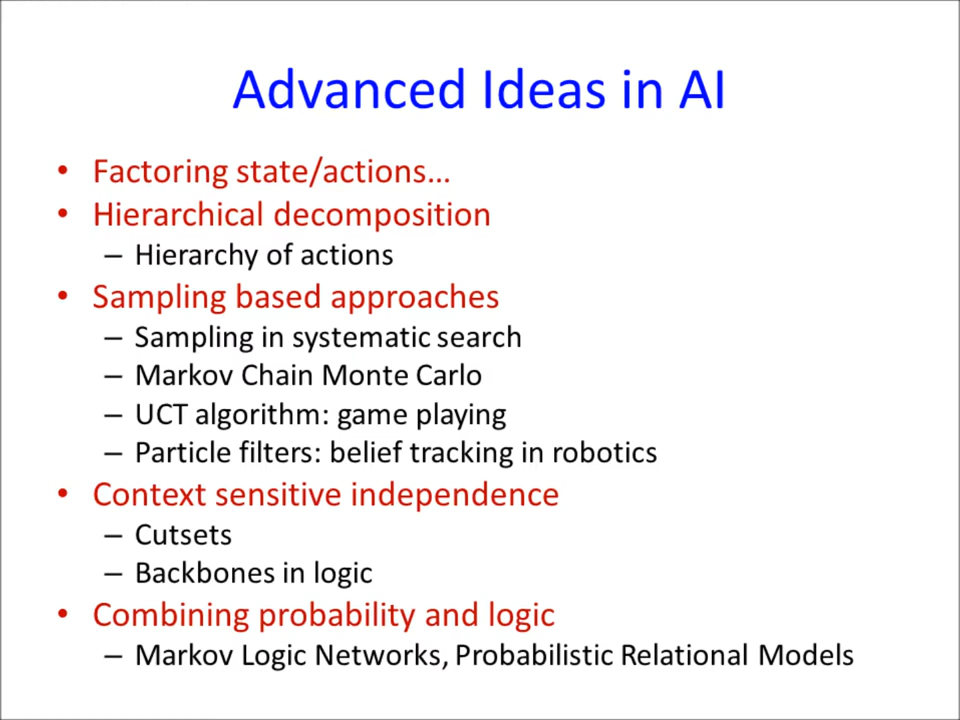 Advanced Ideas in AI
• Factoring state/actions…
• Hierarchical decomposition
– Hierarchy of actions
• Sampling based approaches
– Sampling in systematic search
– Markov Chain Monte Carlo
– UCT algorithm: game playing
– Particle filters: belief tracking in robotics
• Context sensitive independence
– Cutsets
– Backbones in logic
• Combining probability and logic
– Markov Logic Networks, Probabilistic Relational Models